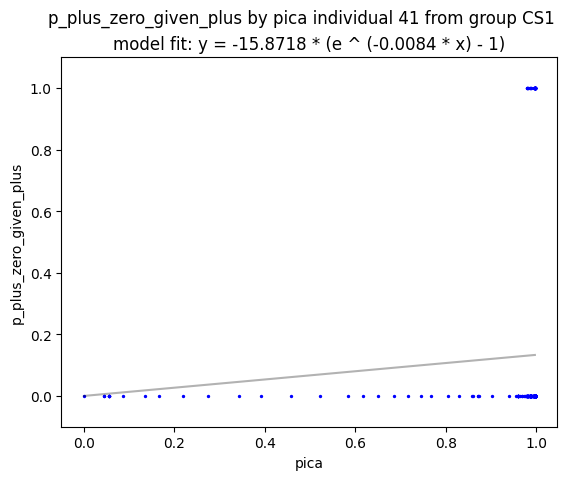 p_plus_zero_given_plus by pica individual 41 from group CS1
model fit: y = -15.8718 * (e ^ (-0.0084 * x) - 1)
p_plus_zero_given_plus
1.0
0.8
0.6
0.4
0.2
0.0
0.0 0.2 0.4 0.6 0.8 1.0
pica